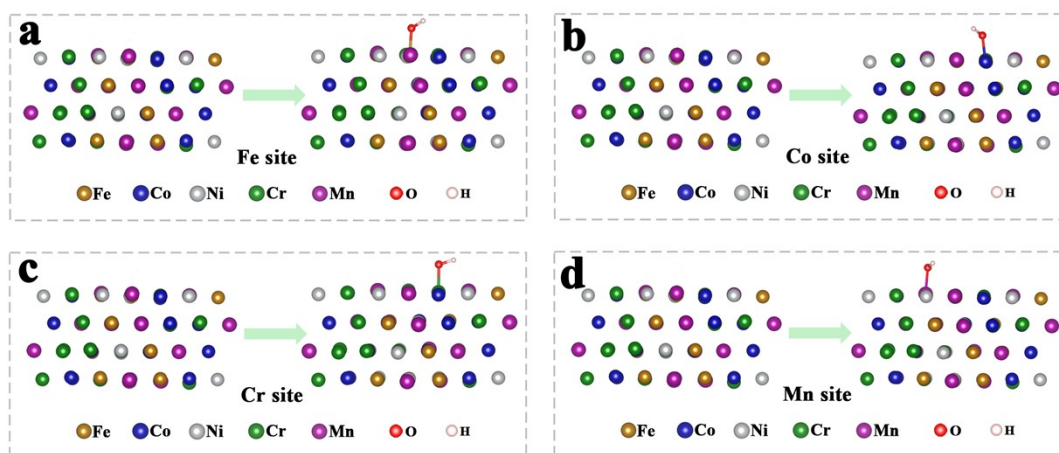 a
Fe site
Fe Co Ni Cr Mn O H
b
Co site
Fe Co Ni Cr Mn O H
c
Cr site
Fe Co Ni Cr Mn O H
d
Mn site
Fe Co Ni Cr Mn O H